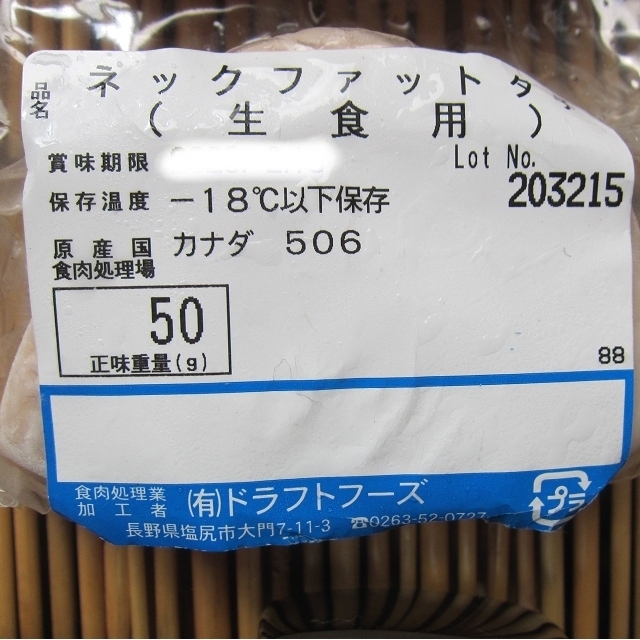 品名 ネックファット
(生食用)
賞味期限
Lot No.
203215
保存温度 －18℃以下保存
原産国 カナダ 506
食肉処理場
50
正味重量(g)
88
食肉処理業
加工者 (有)ドラフトフーズ
長野県塩尻市大門7-11-3 ☎0263-52-0727
プラ